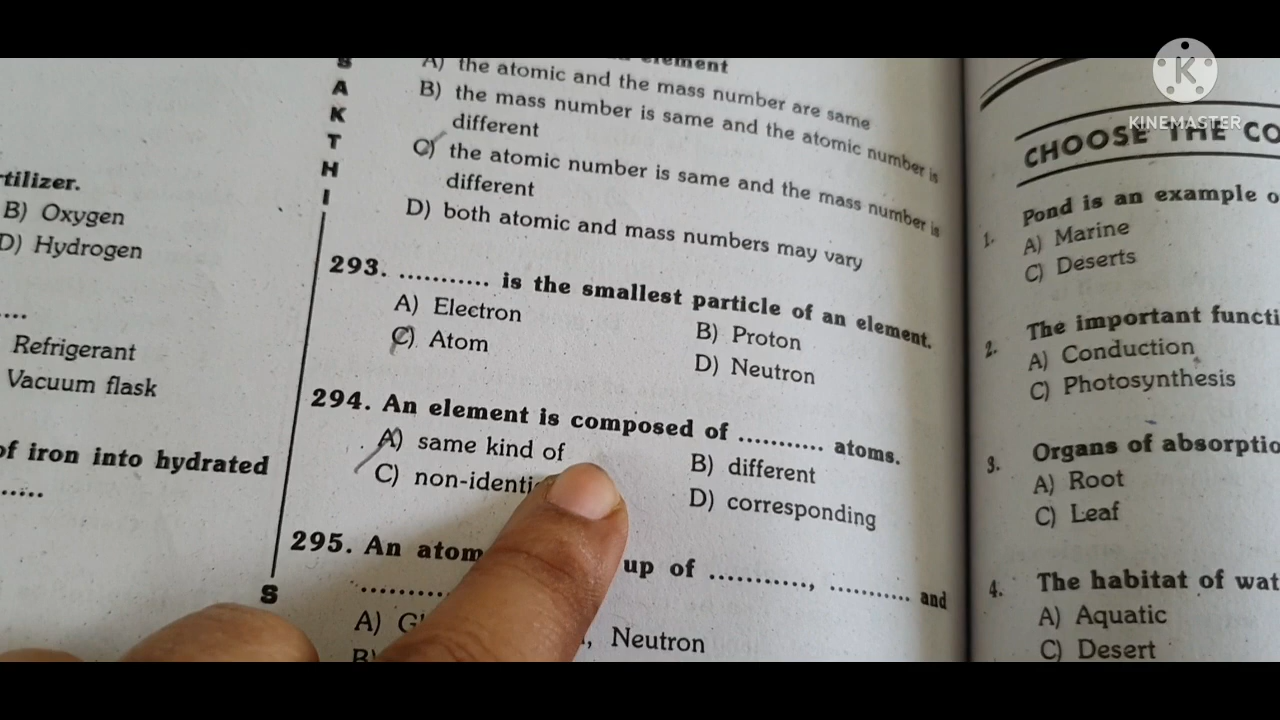 K
KINEMASTER
rtilizer.
B) Oxygen
D) Hydrogen
....
Refrigerant
Vacuum flask
of iron into hydrated
.....
S
A
K
T
H
I
S
element
A) the atomic and the mass number are same
B) the mass number is same and the atomic number is
different
C) the atomic number is same and the mass number is
different
D) both atomic and mass numbers may vary
293. ........... is the smallest particle of an element.
A) Electron
B) Proton
C) Atom
D) Neutron
294. An element is composed of ........... atoms.
A) same kind of
B) different
C) non-identi
D) corresponding
295. An atom up of ..........., ........... and
...........
A) G , Neutron
B)
CHOOSE THE CO
1. Pond is an example o
A) Marine
C) Deserts
2. The important functi
A) Conduction
C) Photosynthesis
3. Organs of absorptio
A) Root
C) Leaf
4. The habitat of wat
A) Aquatic
C) Desert